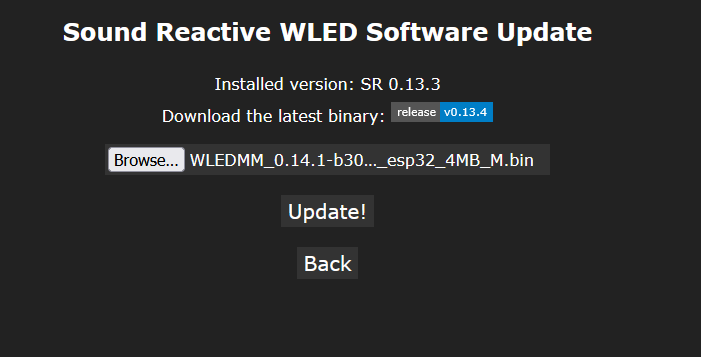 Sound Reactive WLED Software Update
Installed version: SR 0.13.3
Download the latest binary: release v0.13.4
Browse... WLEDMM_0.14.1-b30..._esp32_4MB_M.bin
Update!
Back